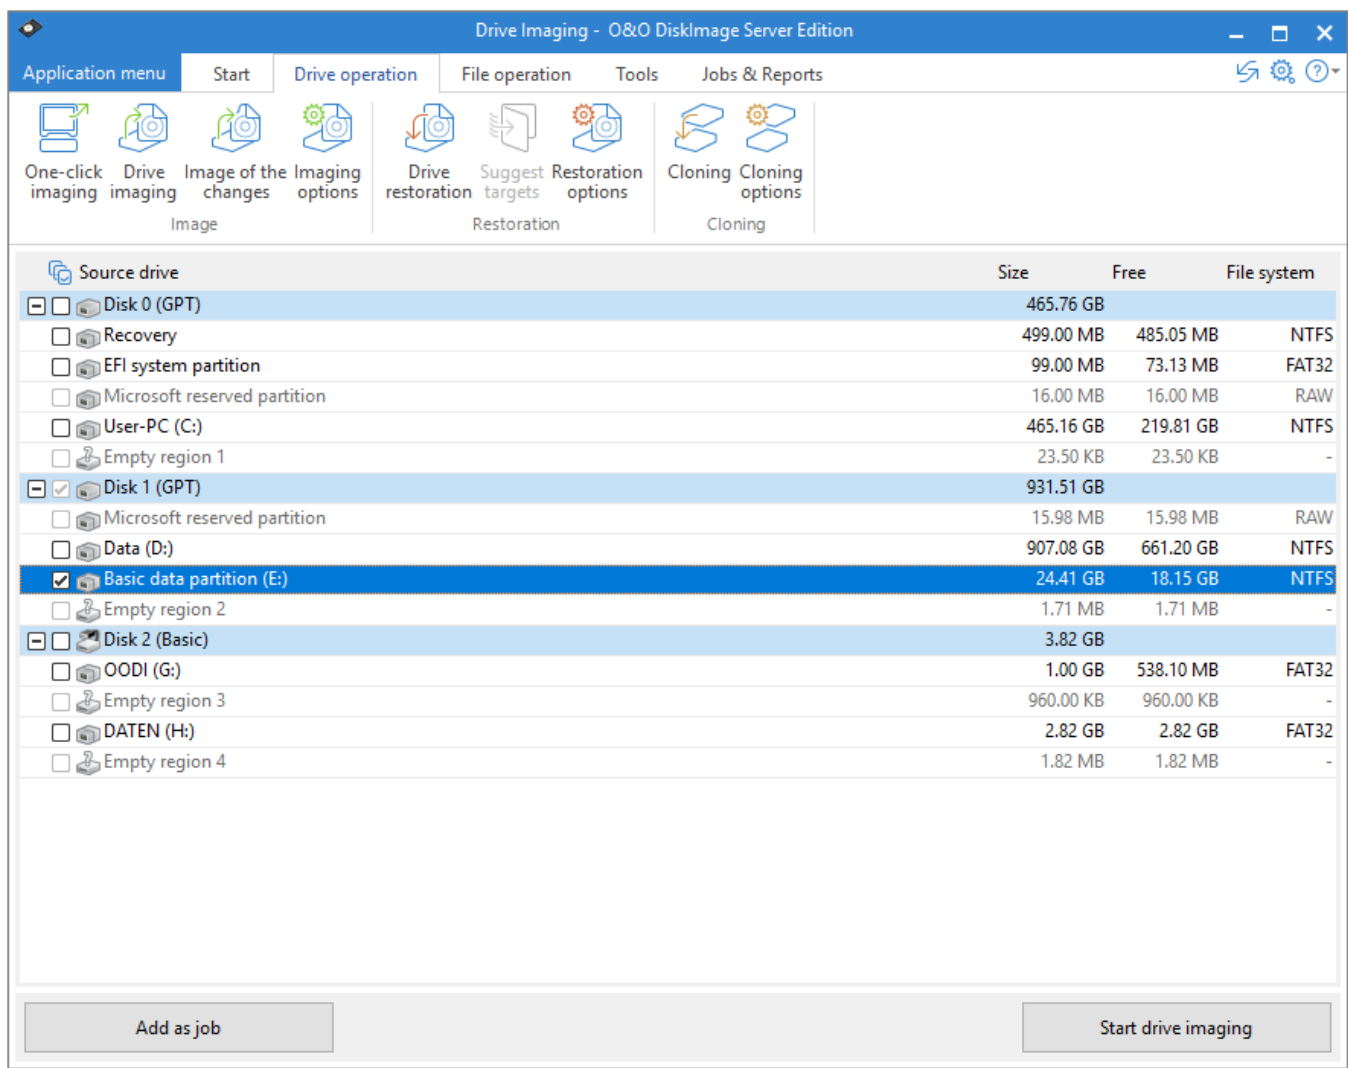 Drive Imaging - O&O DiskImage Server Edition
Application menu Start Drive operation File operation Tools Jobs & Reports
One-click imaging Drive imaging Image of the changes Imaging options Drive restoration Suggest targets Restoration options Cloning Cloning options
Image Restoration Cloning
Source drive Size Free File system
Disk 0 (GPT) 465.76 GB
Recovery 499.00 MB 485.05 MB NTFS
EFI system partition 99.00 MB 73.13 MB FAT32
Microsoft reserved partition 16.00 MB 16.00 MB RAW
User-PC (C:) 465.16 GB 219.81 GB NTFS
Empty region 1 23.50 KB 23.50 KB -
Disk 1 (GPT) 931.51 GB
Microsoft reserved partition 15.98 MB 15.98 MB RAW
Data (D:) 907.08 GB 661.20 GB NTFS
Basic data partition (E:) 24.41 GB 18.15 GB NTFS
Empty region 2 1.71 MB 1.71 MB -
Disk 2 (Basic) 3.82 GB
OODI (G:) 1.00 GB 538.10 MB FAT32
Empty region 3 960.00 KB 960.00 KB -
DATEN (H:) 2.82 GB 2.82 GB FAT32
Empty region 4 1.82 MB 1.82 MB -
Add as job Start drive imaging